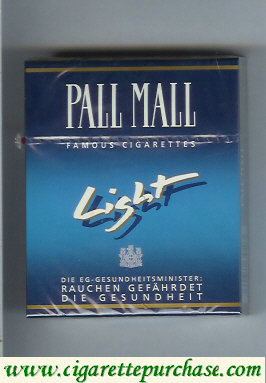 PALL MALL
FAMOUS CIGARETTES
Light
DIE EG-GESUNDHEITSMINISTER:
RAUCHEN GEFÄHRDET
DIE GESUNDHEIT
www.cigarettepurchase.com